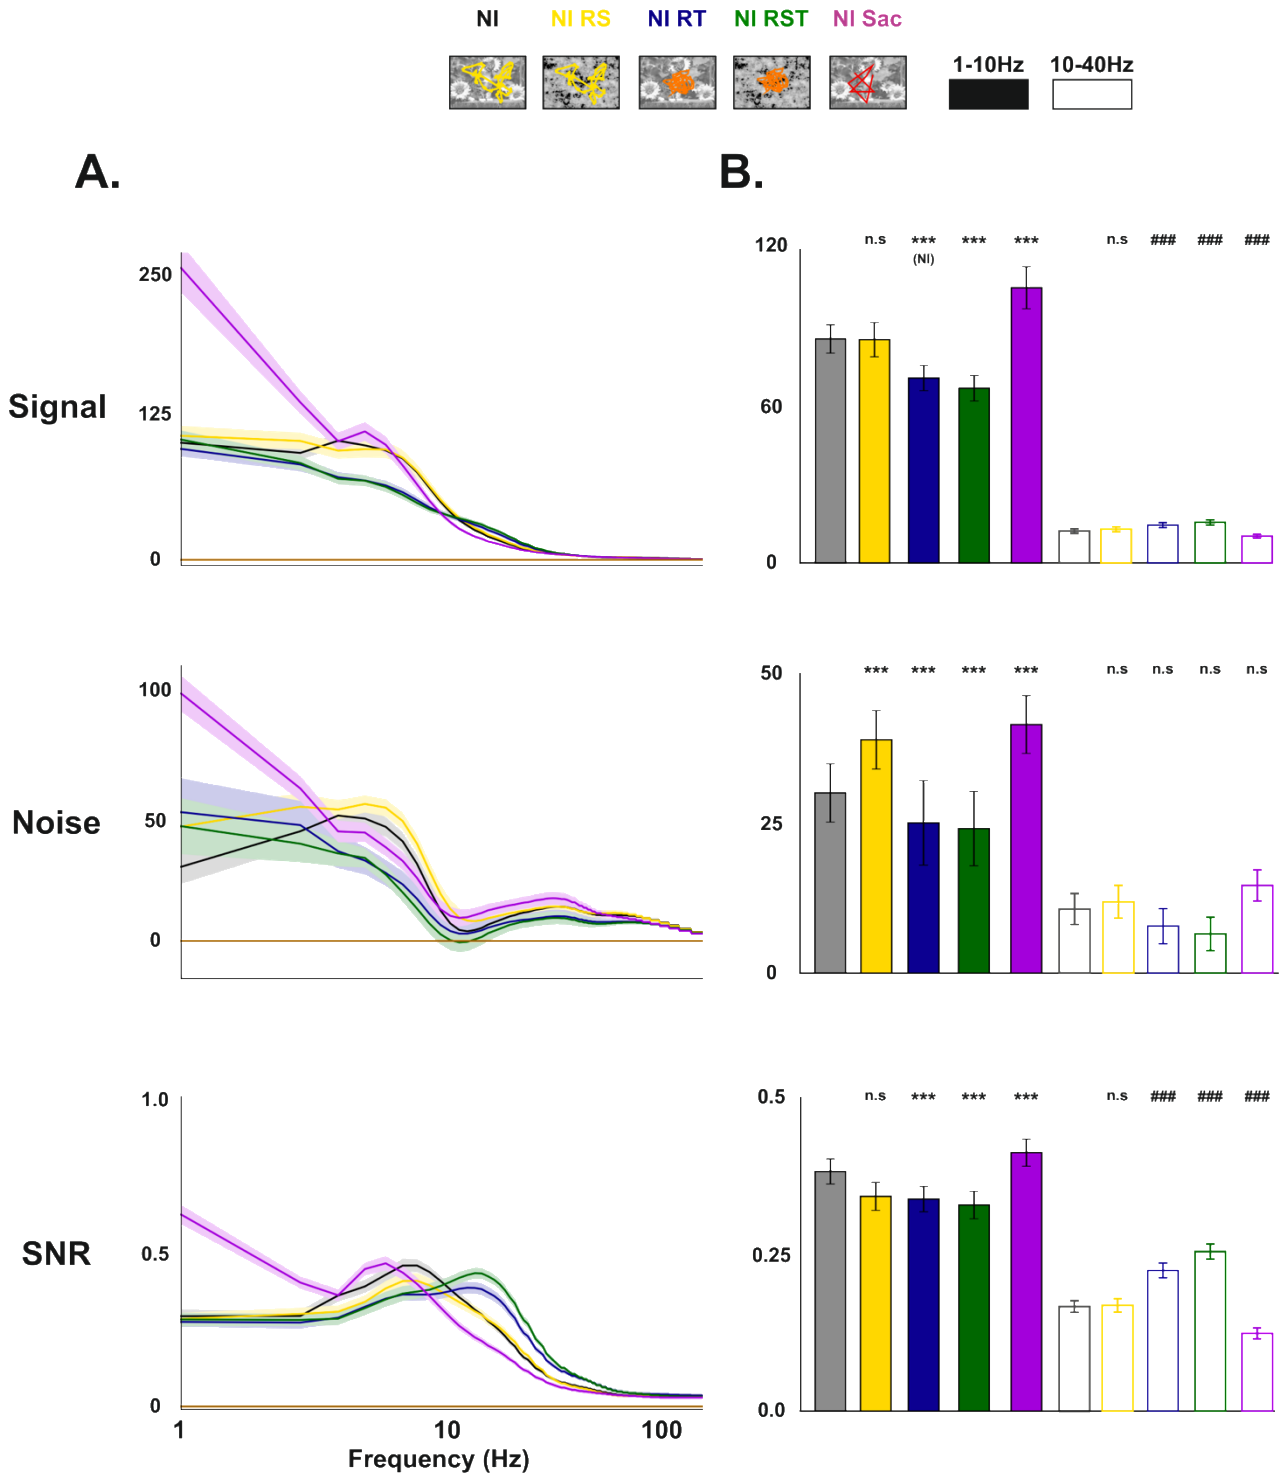 NI NI RS NI RT NI RST NI Sac
1-10Hz 10-40Hz
A. B.
Signal
250
125
0
120
60
0
n.s *** *** *** n.s ### ### ###
(NI)
Noise
100
50
0
50
25
0
*** *** *** *** n.s n.s n.s n.s
SNR
1.0
0.5
0
1 10 100
Frequency (Hz)
0.5
0.25
0.0
n.s *** *** *** n.s ### ### ###